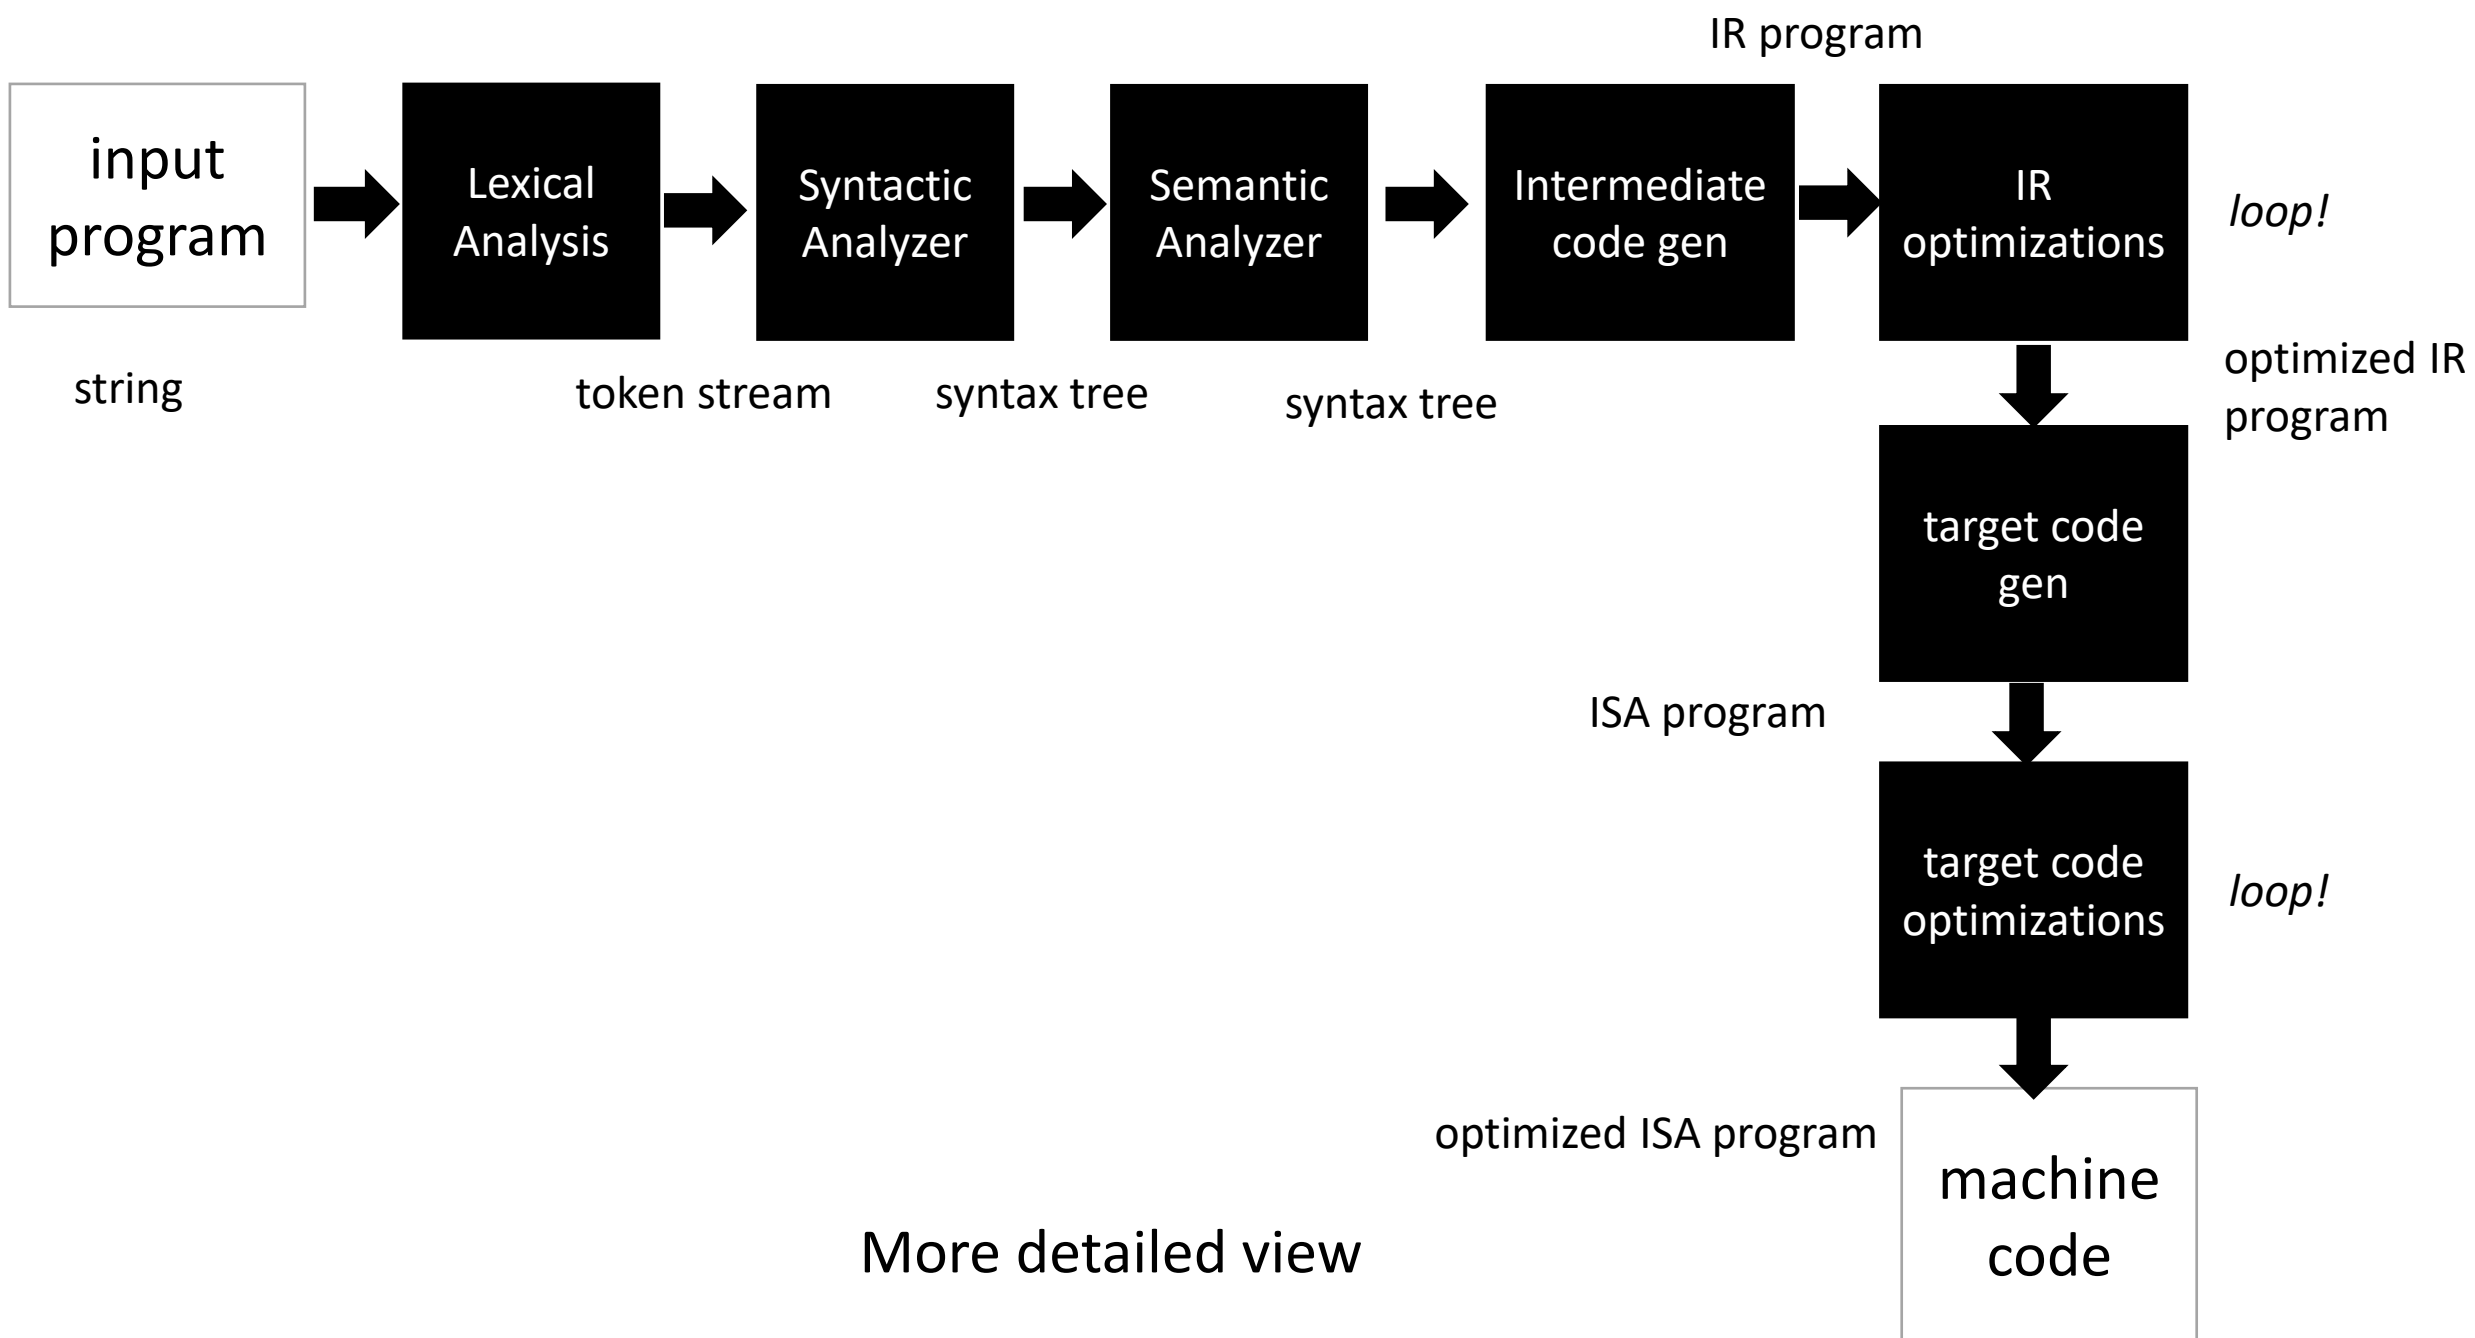 IR program
input
program
Lexical
Analysis
Syntactic
Analyzer
Semantic
Analyzer
Intermediate
code gen
IR
optimizations
loop!
string
token stream
syntax tree
syntax tree
optimized IR
program
target code
gen
ISA program
target code
optimizations
loop!
optimized ISA program
machine
code
More detailed view